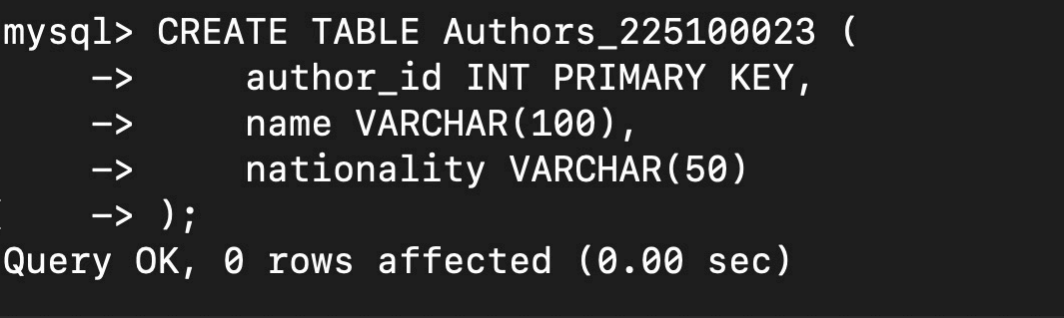 mysql> CREATE TABLE Authors_225100023 (
    ->     author_id INT PRIMARY KEY,
    ->     name VARCHAR(100),
    ->     nationality VARCHAR(50)
    -> );
Query OK, 0 rows affected (0.00 sec)